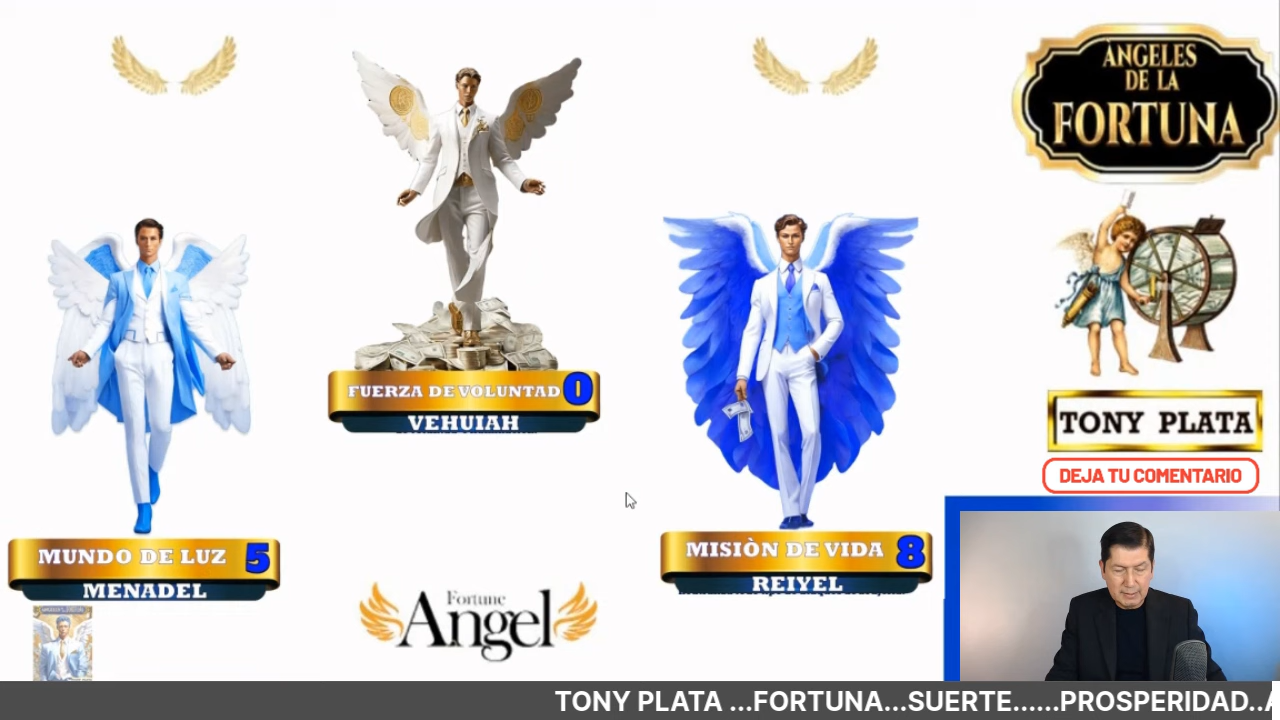 ÀNGELES
DE LA
FORTUNA
FUERZA DE VOLUNTAD 0
VEHUIAH
TONY PLATA
DEJA TU COMENTARIO
MUNDO DE LUZ 5
MENADEL
MISIÒN DE VIDA 8
REIYEL
Fortune
Angel
TONY PLATA ...FORTUNA...SUERTE......PROSPERIDAD..A